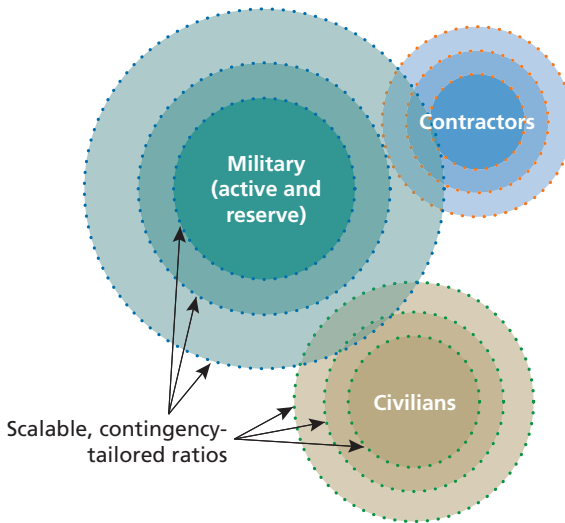 Contractors
Military
(active and
reserve)
Civilians
Scalable, contingency-
tailored ratios